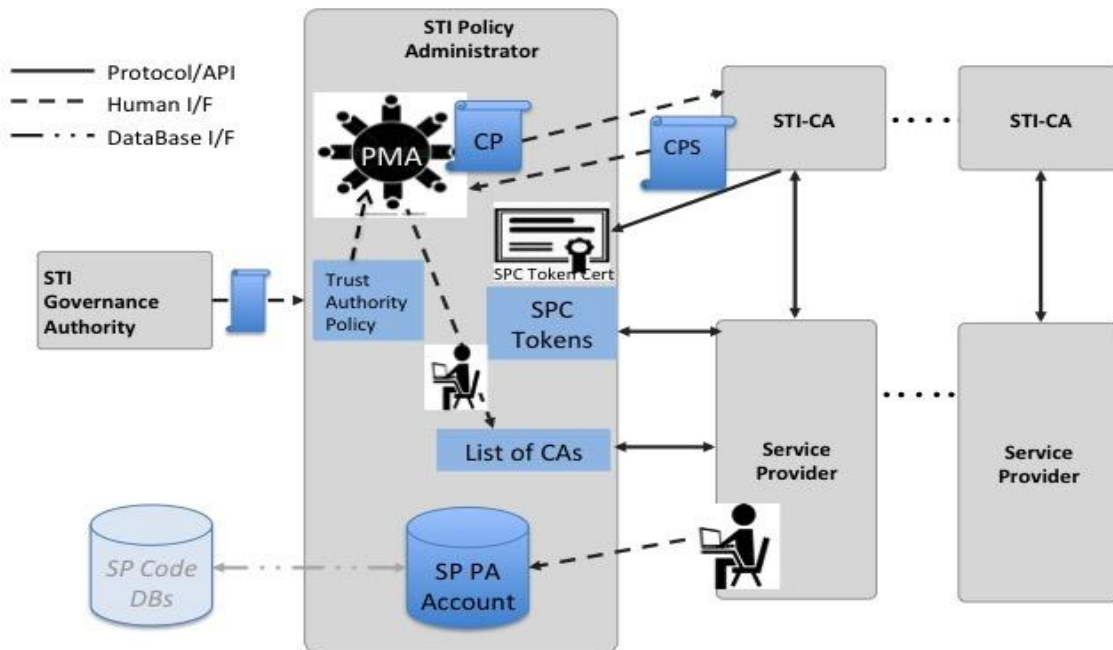 STI Policy
Administrator
Protocol/API
Human I/F
DataBase I/F
PMA
CP
CPS
STI-CA
STI-CA
SPC Token Cert
STI
Governance
Authority
Trust
Authority
Policy
SPC
Tokens
List of CAs
Service
Provider
Service
Provider
SP Code
DBs
SP PA
Account